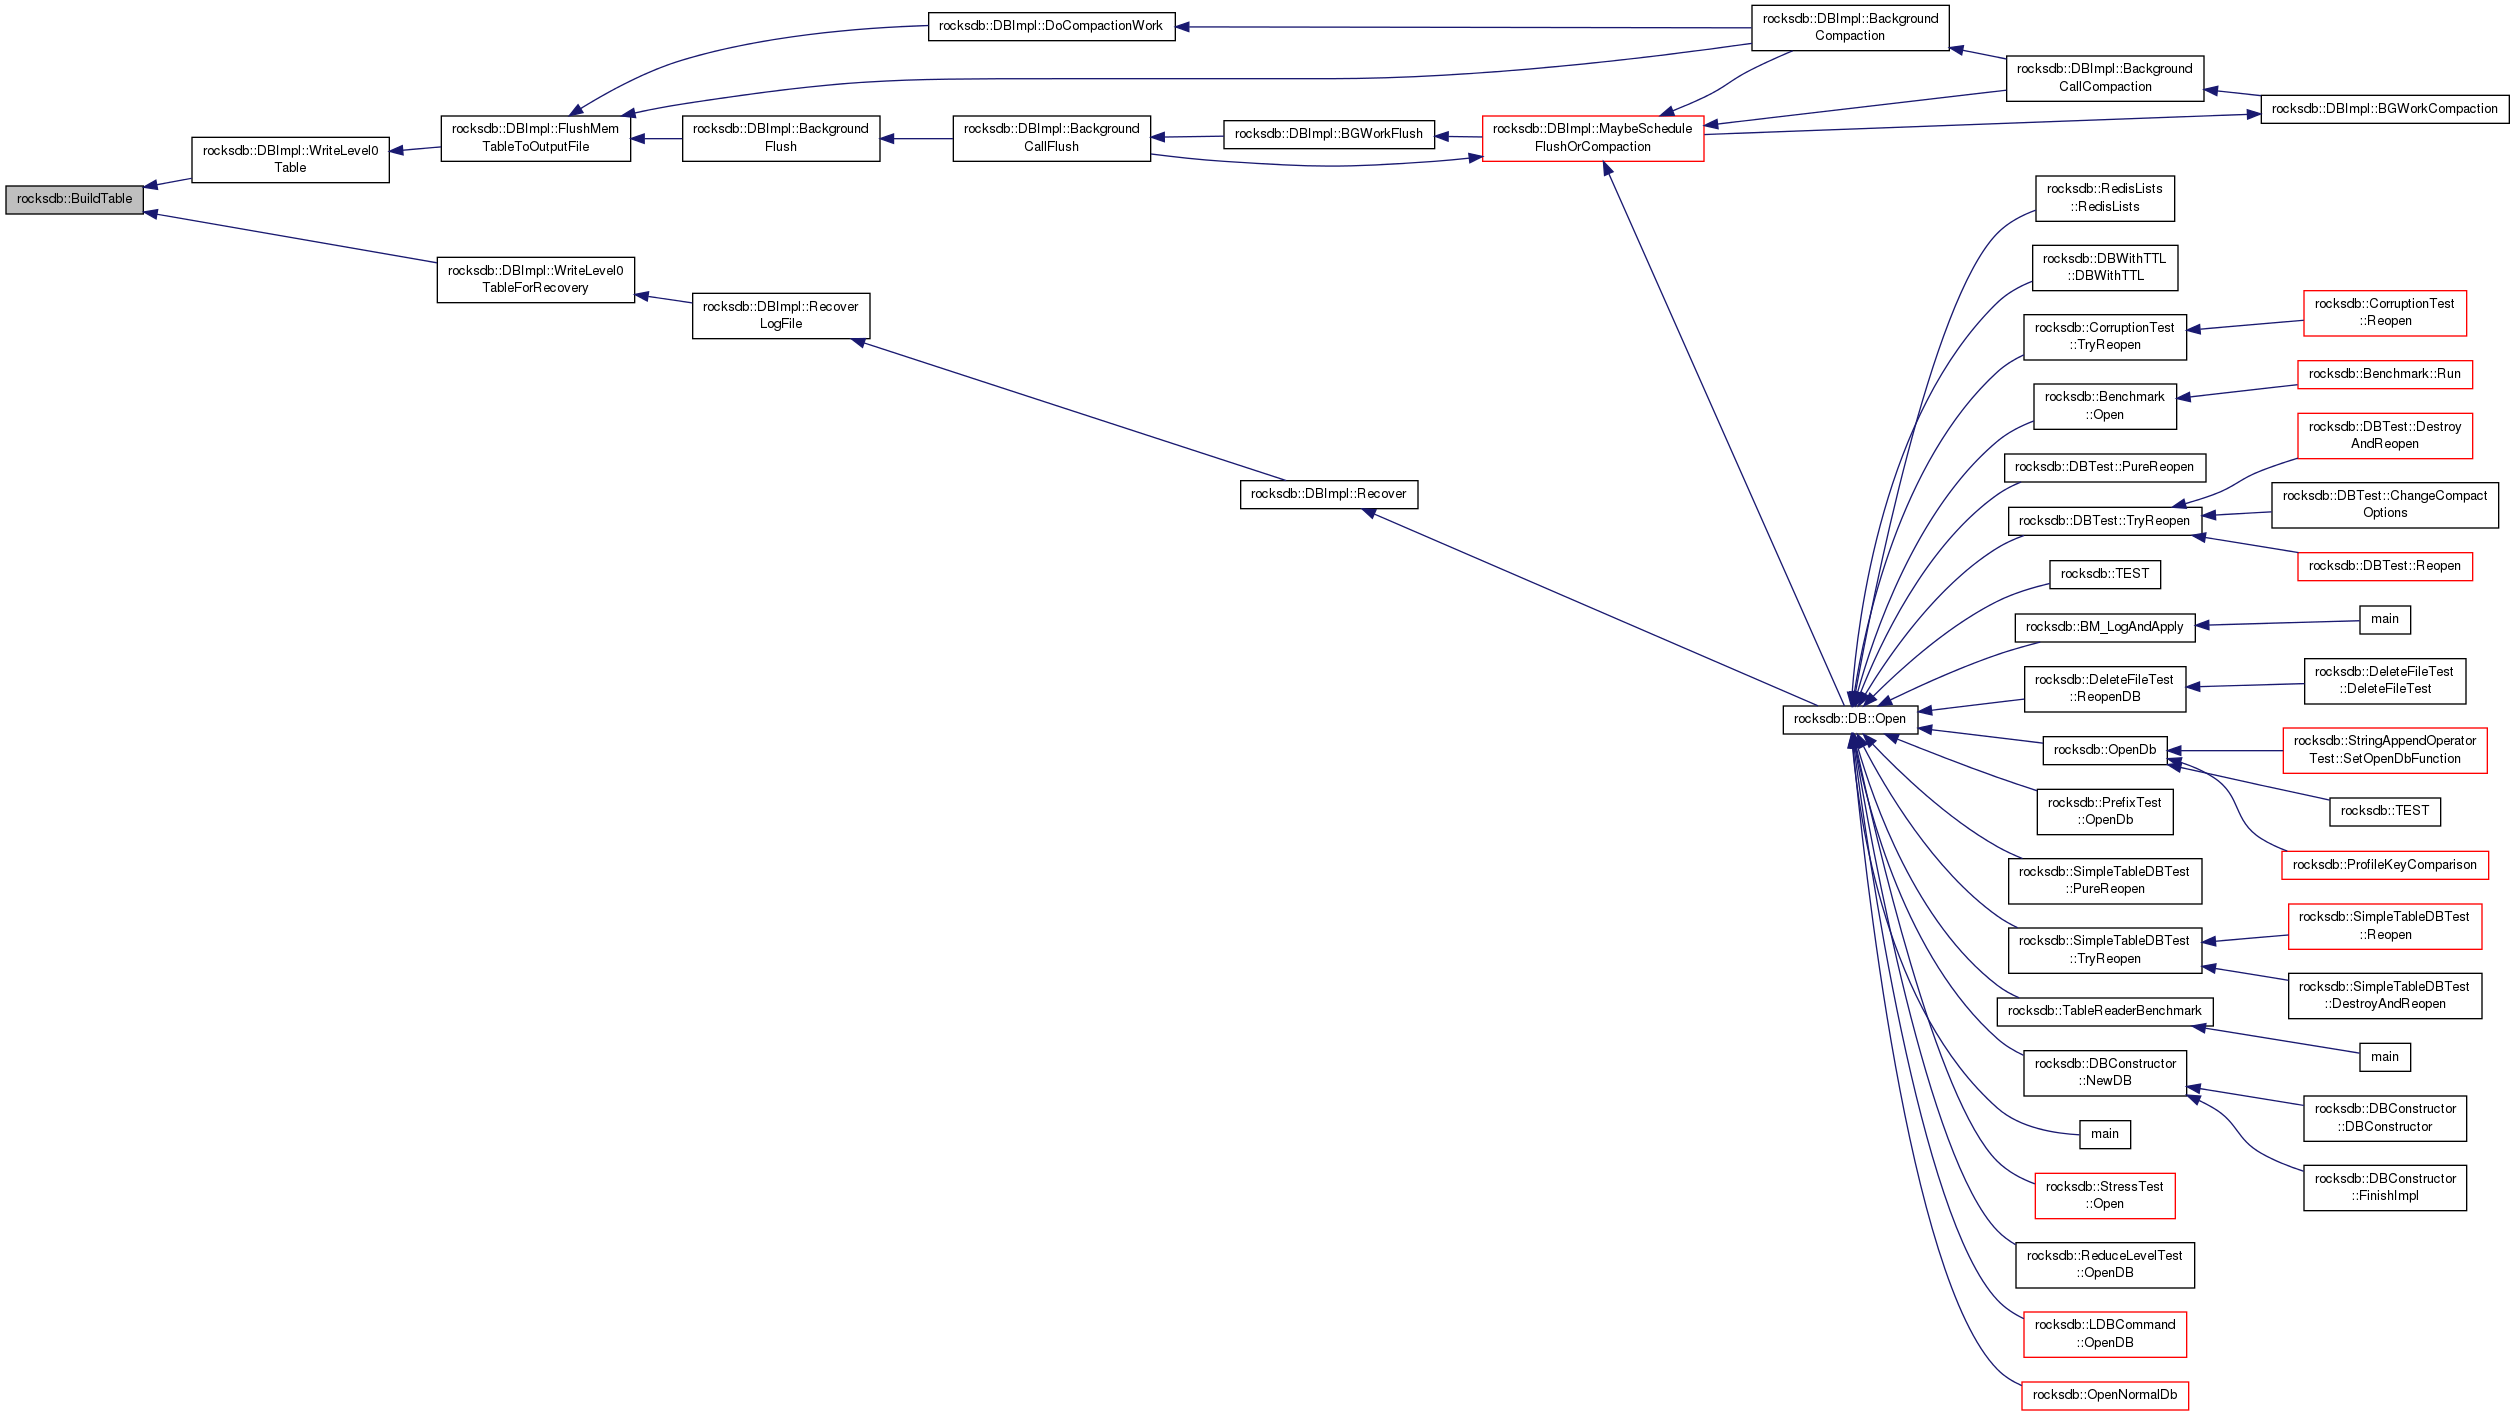 rocksdb::BuildTable
rocksdb::DBImpl::WriteLevel0
Table
rocksdb::DBImpl::WriteLevel0
TableForRecovery
rocksdb::DBImpl::FlushMem
TableToOutputFile
rocksdb::DBImpl::Recover
LogFile
rocksdb::DBImpl::Background
Flush
rocksdb::DBImpl::DoCompactionWork
rocksdb::DBImpl::Background
CallFlush
rocksdb::DBImpl::BGWorkFlush
rocksdb::DBImpl::Recover
rocksdb::DBImpl::MaybeSchedule
FlushOrCompaction
rocksdb::DBImpl::Background
Compaction
rocksdb::DBImpl::Background
CallCompaction
rocksdb::DBImpl::BGWorkCompaction
rocksdb::DB::Open
rocksdb::RedisLists
::RedisLists
rocksdb::DBWithTTL
::DBWithTTL
rocksdb::CorruptionTest
::TryReopen
rocksdb::CorruptionTest
::Reopen
rocksdb::Benchmark
::Open
rocksdb::Benchmark::Run
rocksdb::DBTest::PureReopen
rocksdb::DBTest::TryReopen
rocksdb::DBTest::Destroy
AndReopen
rocksdb::DBTest::ChangeCompact
Options
rocksdb::DBTest::Reopen
rocksdb::TEST
rocksdb::BM_LogAndApply
main
rocksdb::DeleteFileTest
::ReopenDB
rocksdb::DeleteFileTest
::DeleteFileTest
rocksdb::OpenDb
rocksdb::StringAppendOperator
Test::SetOpenDbFunction
rocksdb::TEST
rocksdb::ProfileKeyComparison
rocksdb::PrefixTest
::OpenDb
rocksdb::SimpleTableDBTest
::PureReopen
rocksdb::SimpleTableDBTest
::TryReopen
rocksdb::SimpleTableDBTest
::Reopen
rocksdb::SimpleTableDBTest
::DestroyAndReopen
rocksdb::TableReaderBenchmark
main
rocksdb::DBConstructor
::NewDB
rocksdb::DBConstructor
::DBConstructor
rocksdb::DBConstructor
::FinishImpl
main
rocksdb::StressTest
::Open
rocksdb::ReduceLevelTest
::OpenDB
rocksdb::LDBCommand
::OpenDB
rocksdb::OpenNormalDb